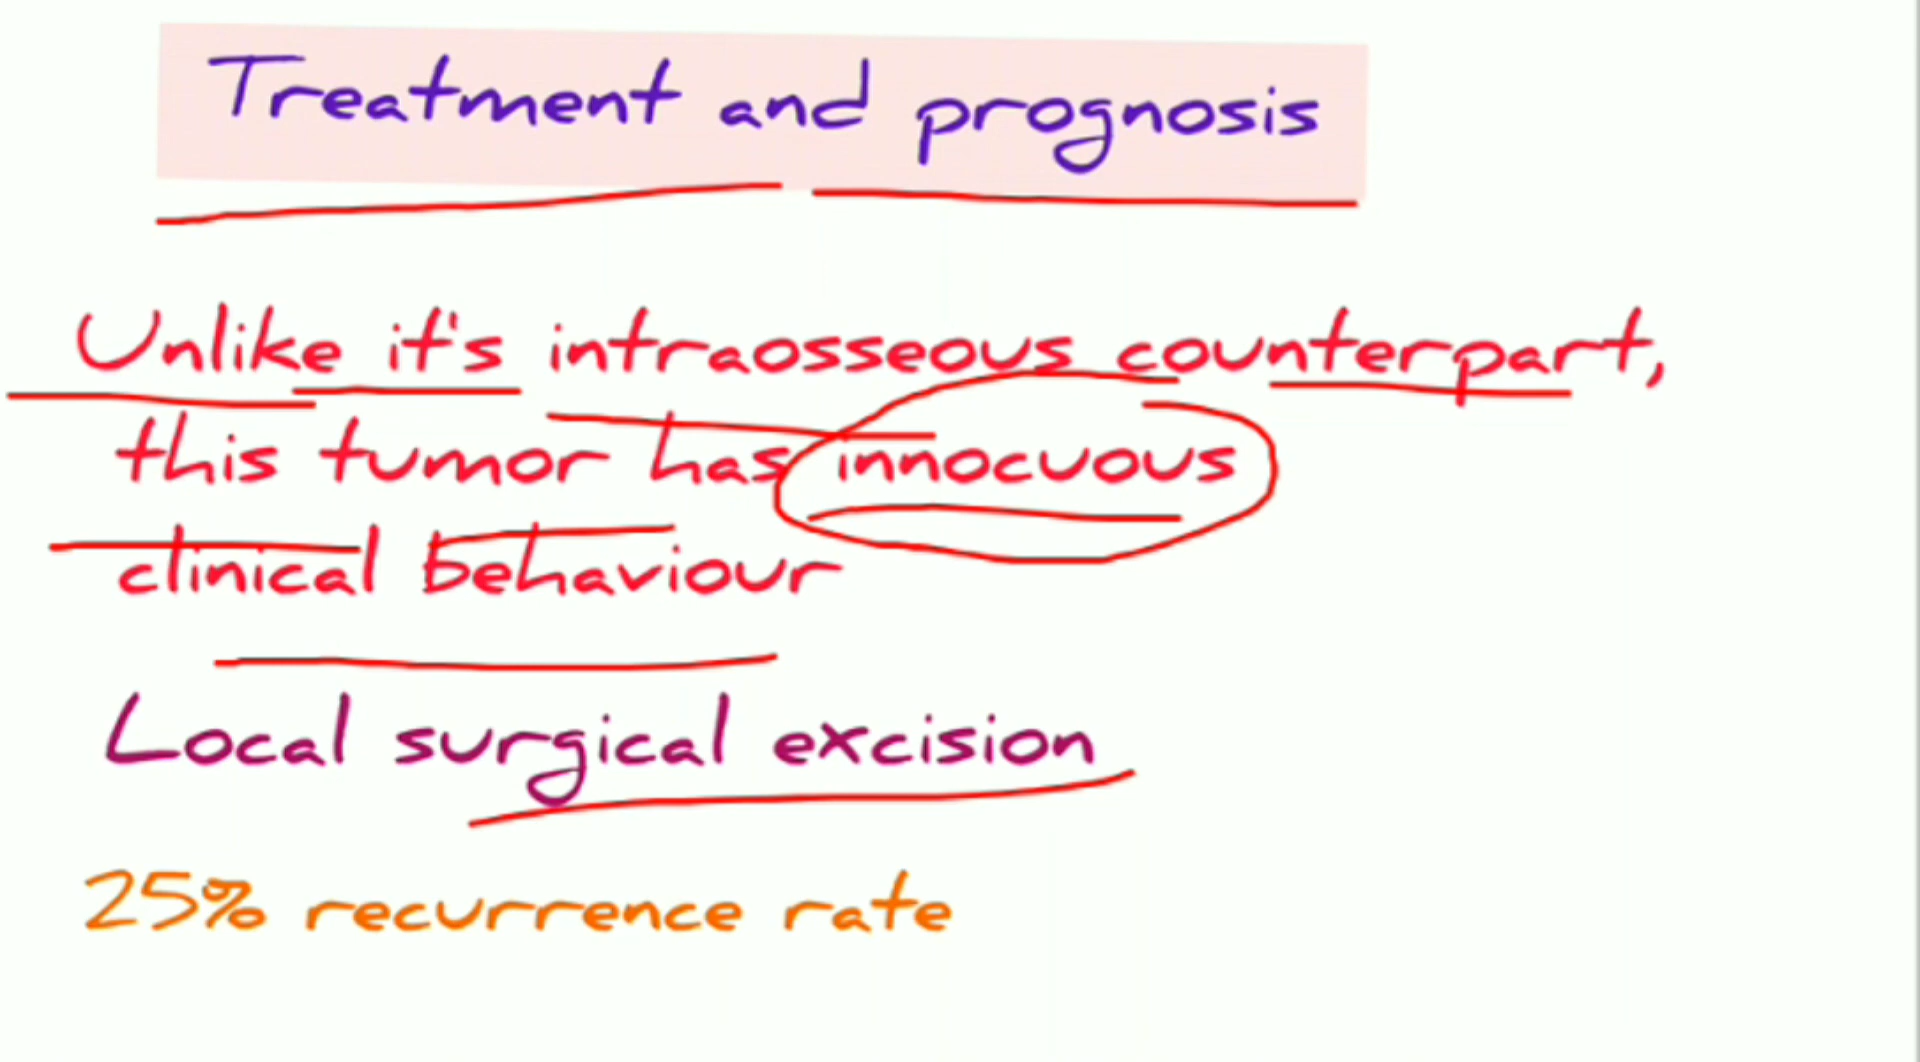 Treatment and prognosis
Unlike it's intraosseous counterpart,
this tumor has innocuous
clinical behaviour
Local surgical excision
25% recurrence rate